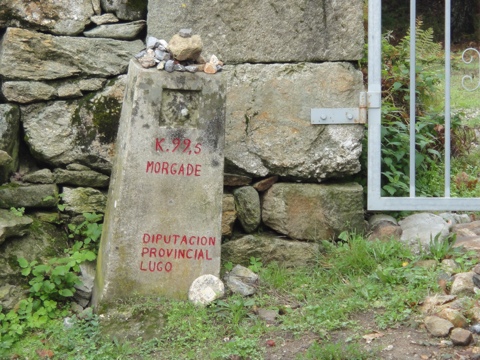 K.99,5
MORGADE
DIPUTACION
PROVINCIAL
LUGO